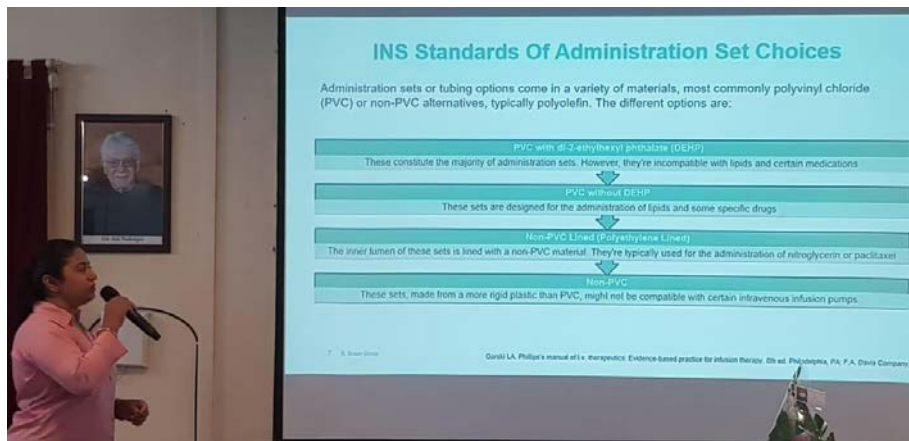 INS Standards Of Administration Set Choices
Administration sets or tubing options come in a variety of materials, most commonly polyvinyl chloride
(PVC) or non-PVC alternatives, typically polyolefin. The different options are:
PVC with di-2-ethylhexyl phthalate (DEHP)
These constitute the majority of administration sets. However, they're incompatible with lipids and certain medications
PVC without DEHP
These sets are designed for the administration of lipids and some specific drugs
Non-PVC Lined (Polyethylene Lined)
The inner lumen of these sets is lined with a non-PVC material. They're typically used for the administration of nitroglycerin or paclitaxel
Non-PVC
These sets, made from a more rigid plastic than PVC, might not be compatible with certain intravenous infusion pumps
7 B. Braun Group
Gorski LA. Phillips's manual of i.v. therapeutics: Evidence-based practice for infusion therapy. 8th ed. Philadelphia, PA: F.A. Davis Company